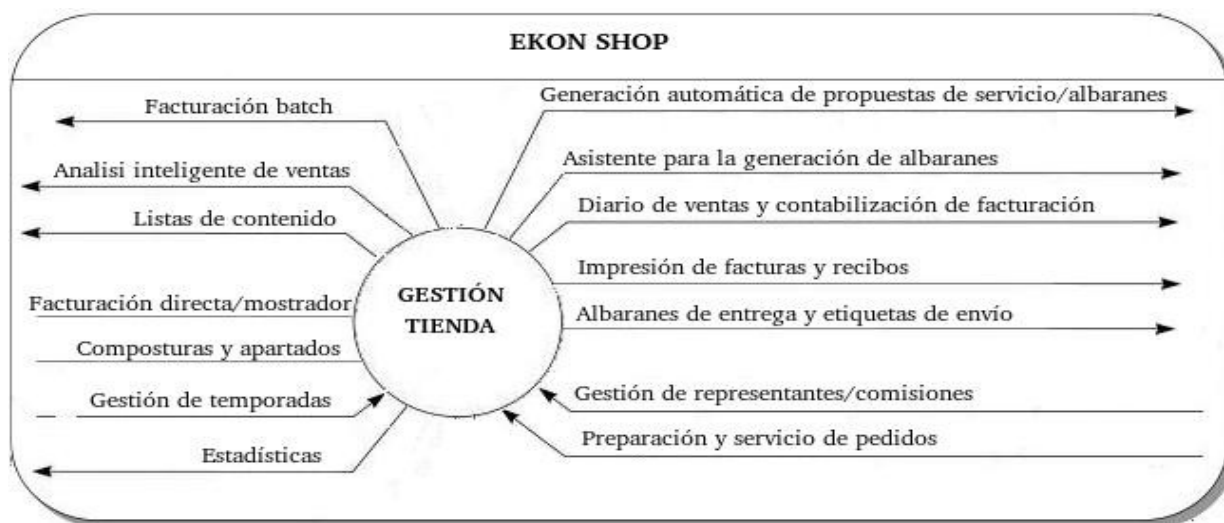 EKON SHOP
Facturación batch
Analisi inteligente de ventas
Listas de contenido
Facturación directa/mostrador
Composturas y apartados
Gestión de temporadas
Estadísticas
GESTIÓN
TIENDA
Generación automática de propuestas de servicio/albaranes
Asistente para la generación de albaranes
Diario de ventas y contabilización de facturación
Impresión de facturas y recibos
Albaranes de entrega y etiquetas de envío
Gestión de representantes/comisiones
Preparación y servicio de pedidos